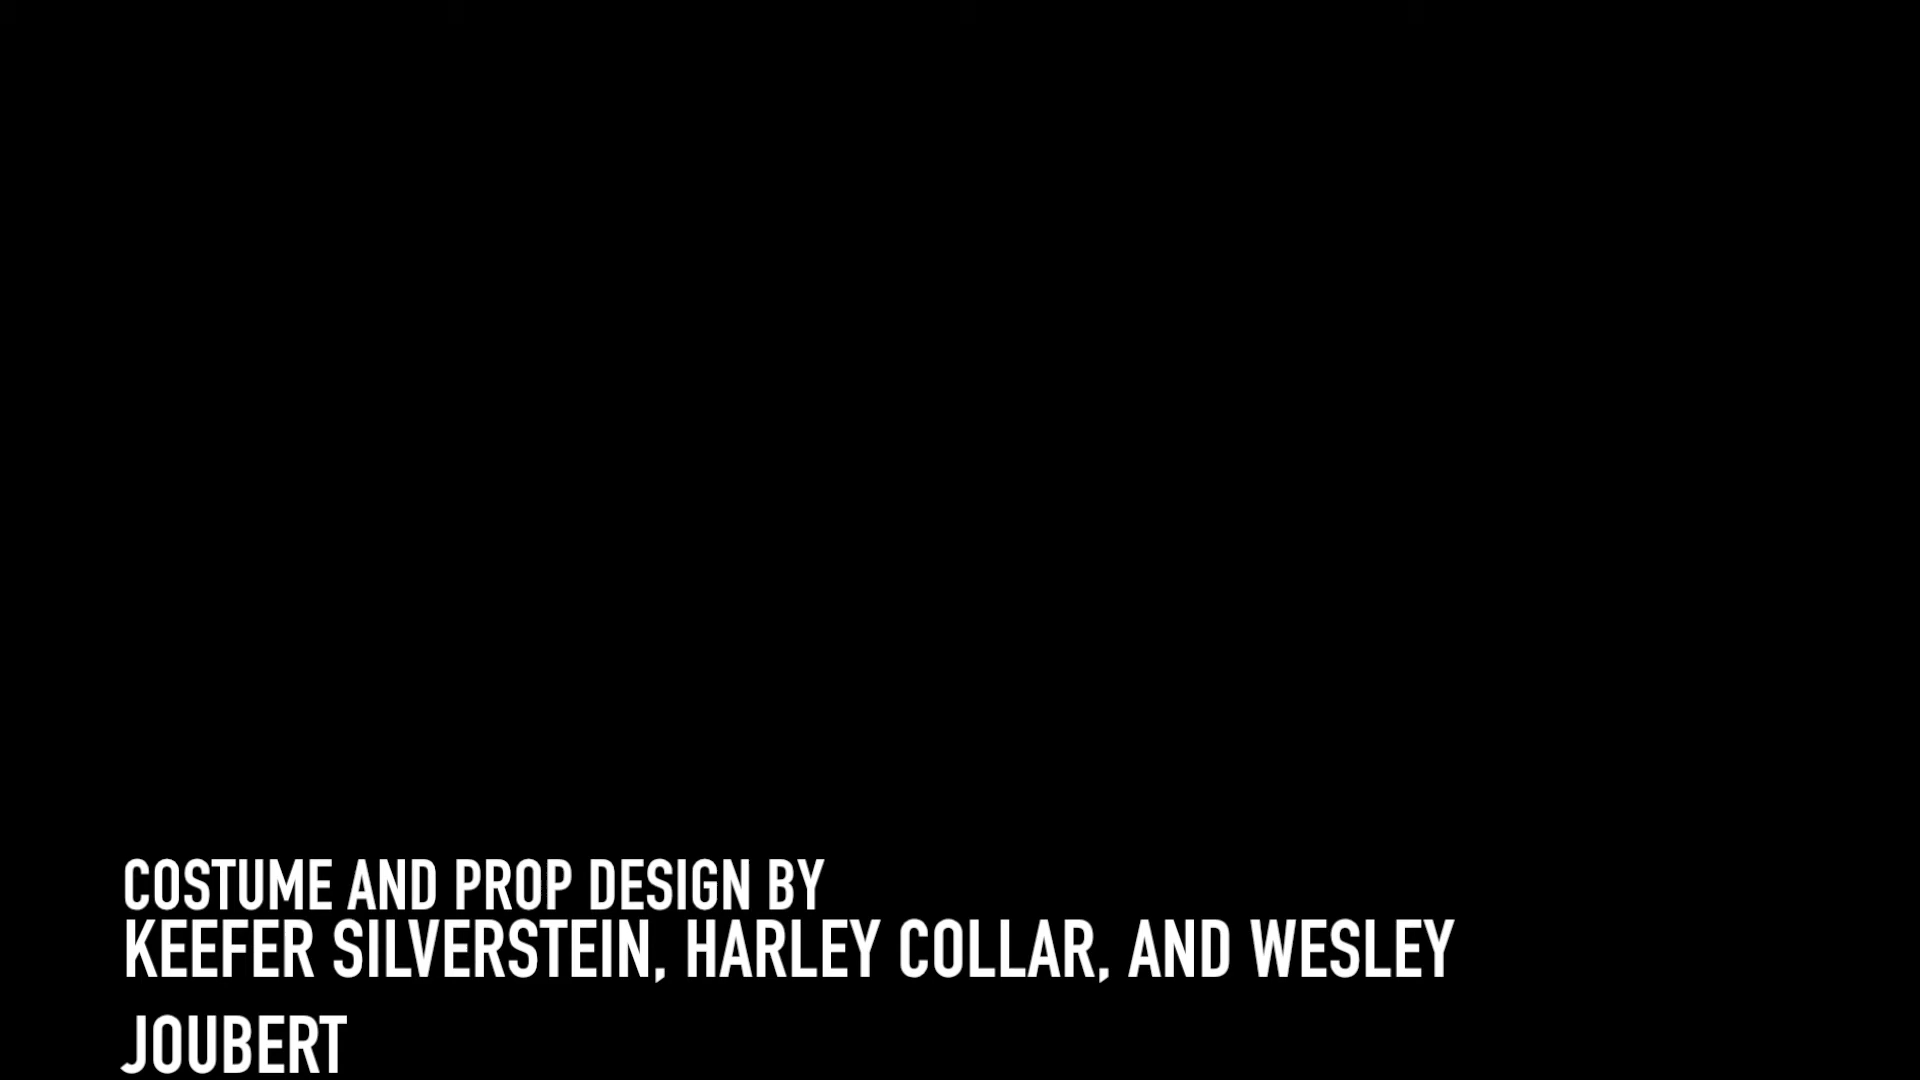 COSTUME AND PROP DESIGN BY
KEEFER SILVERSTEIN, HARLEY COLLAR, AND WESLEY
JOUBERT